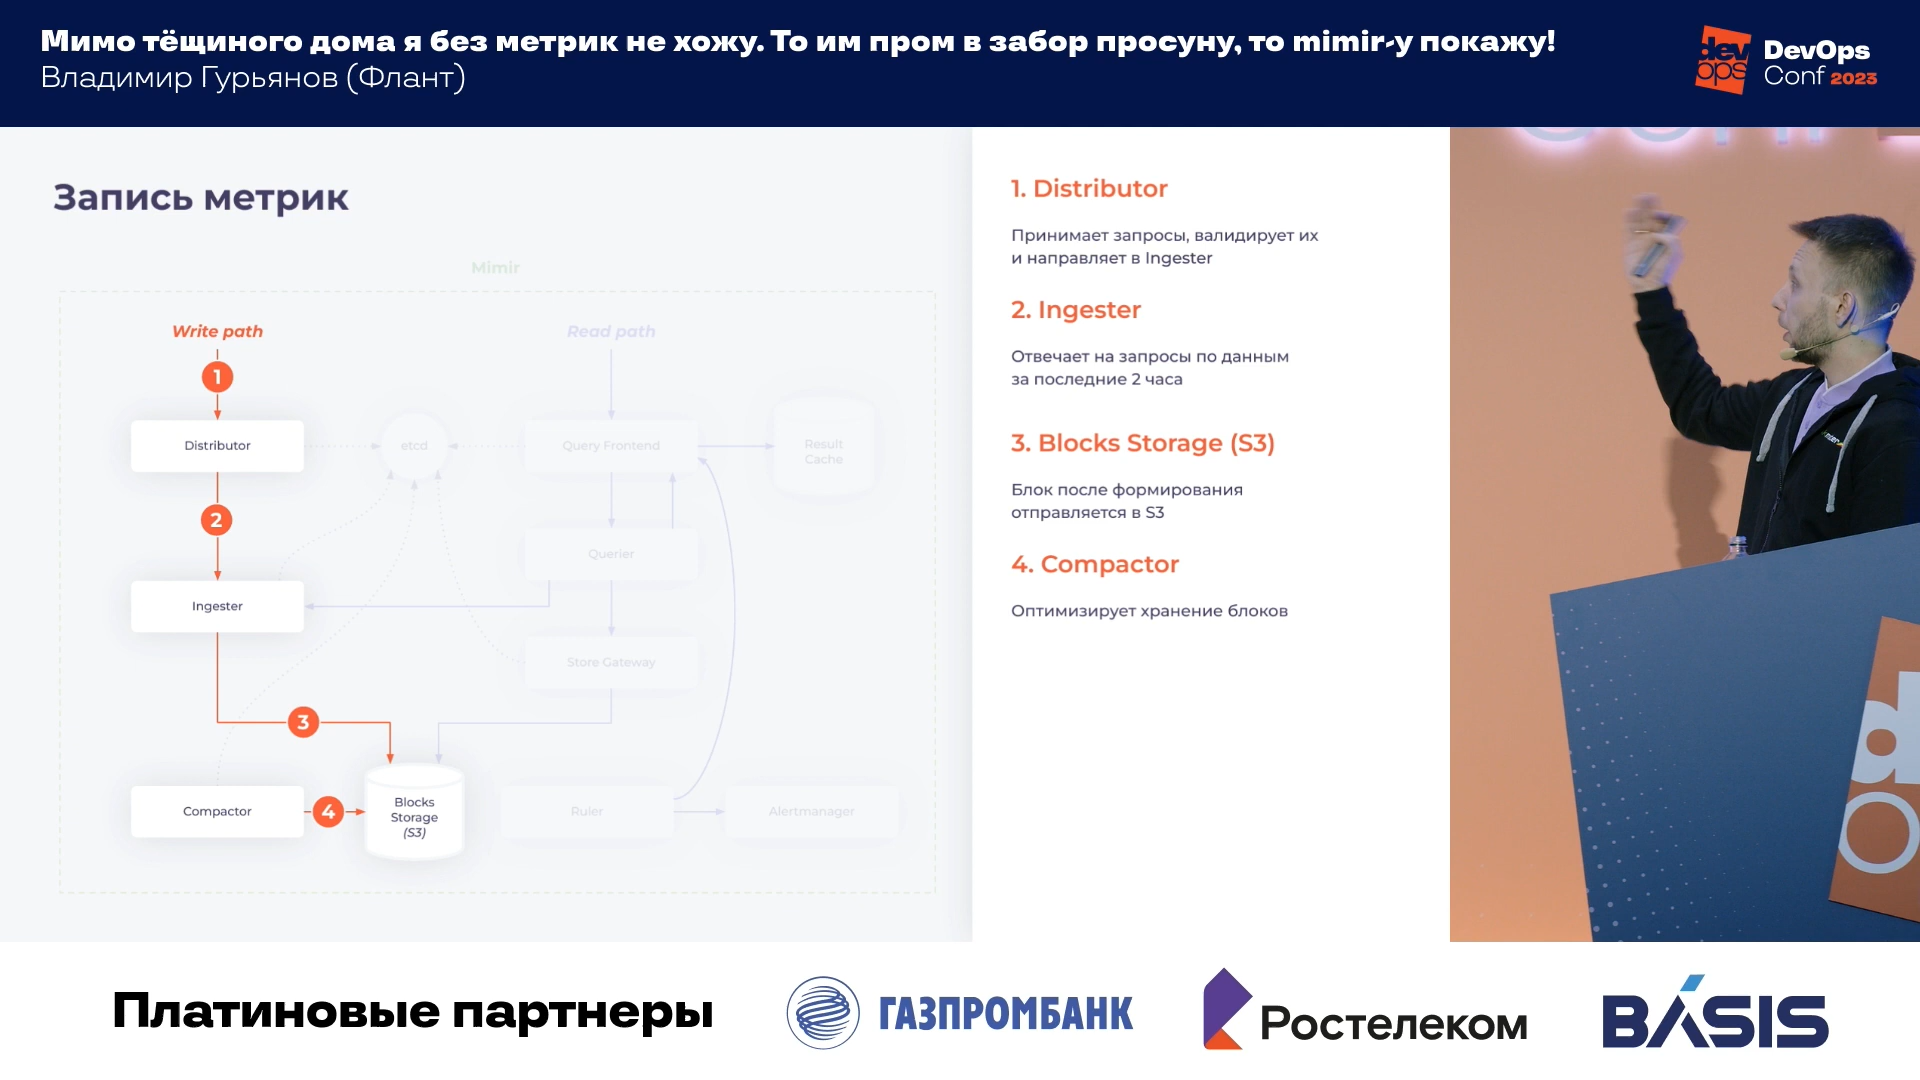 Мимо тёщиного дома я без метрик не хожу. То им пром в забор просуну, то mimir-у покажу!
Владимир Гурьянов (Флант)
dev
ops
DevOps
Conf 2023
Запись метрик
Mimir
Write path
Read path
1
Distributor
etcd
Query Frontend
Result
Cache
2
Querier
Ingester
Store Gateway
3
Compactor
4
Blocks
Storage
(S3)
Ruler
Alertmanager
1. Distributor
Принимает запросы, валидирует их
и направляет в Ingester
2. Ingester
Отвечает на запросы по данным
за последние 2 часа
3. Blocks Storage (S3)
Блок после формирования
отправляется в S3
4. Compactor
Оптимизирует хранение блоков
Платиновые партнеры
ГАЗПРОМБАНК
Ростелеком
BASIS